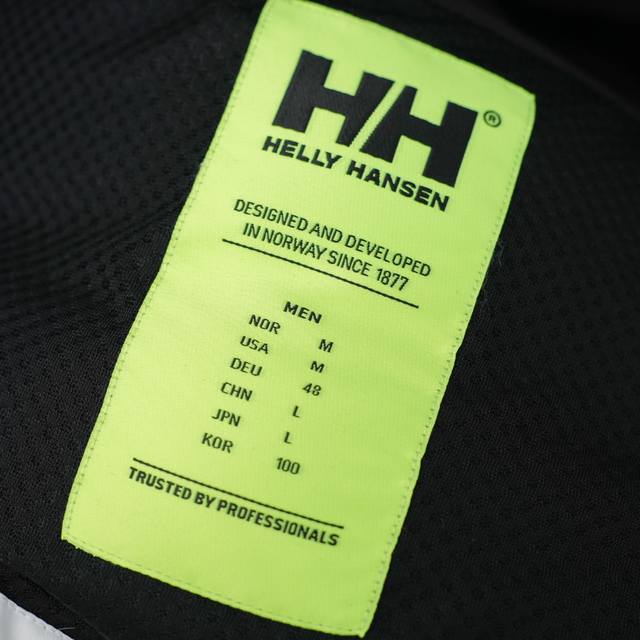 HH®
HELLY HANSEN
DESIGNED AND DEVELOPED
IN NORWAY SINCE 1877
MEN
NOR M
USA M
DEU 48
CHN L
JPN L
KOR 100
TRUSTED BY PROFESSIONALS